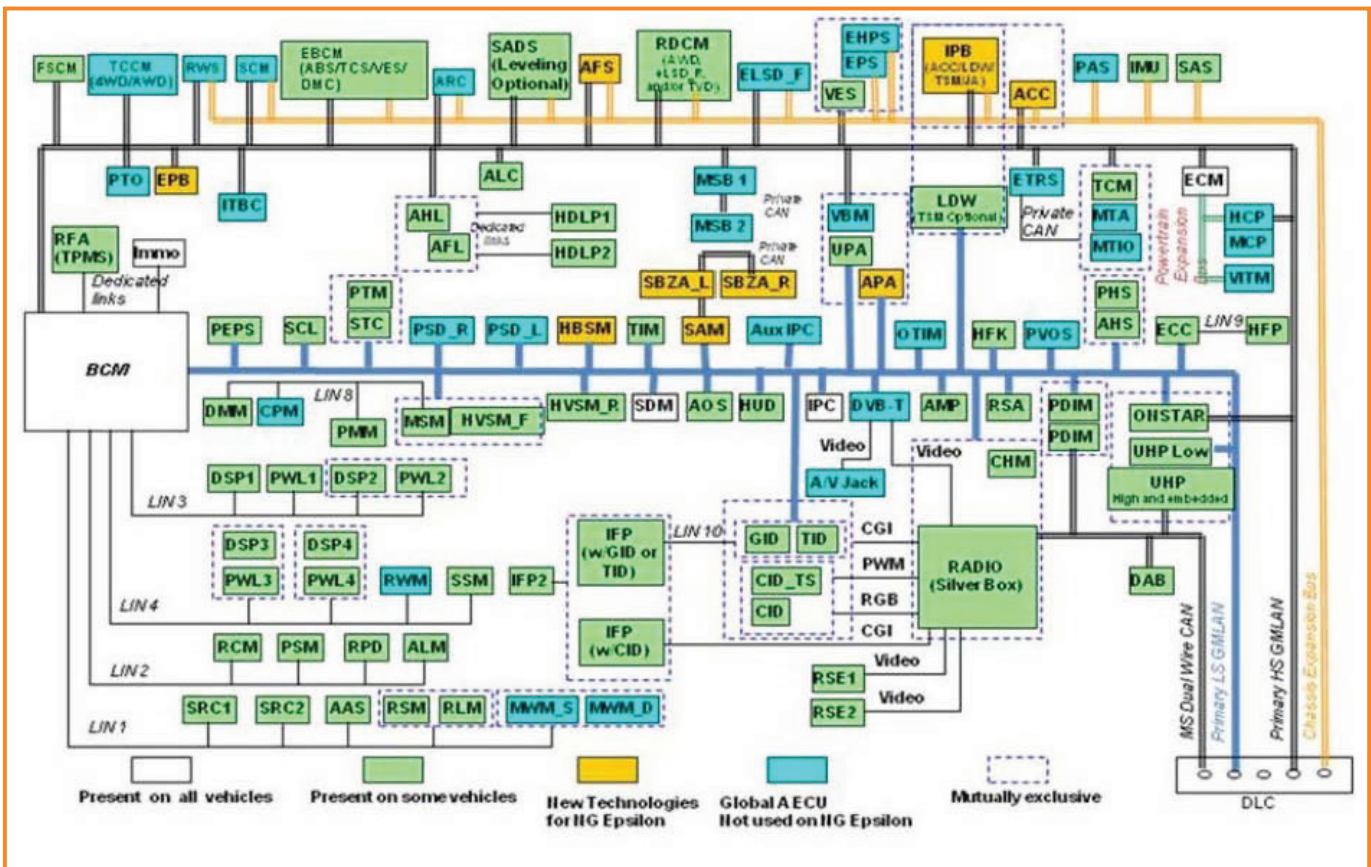 FSCM
TCCM
(4WD/AWD)
RWS
SCM
EBCM
(ABS/TCS/VES/
DMC)
ARC
SADS
(Leveling
Optional)
AFS
RDCM
(AWD,
eLSD_R,
and/or TVD)
ELSD_F
EHPS
EPS
VES
IPB
(ACC/LDW/
TSM/JA)
ACC
PAS
IMU
SAS
PTO
EPB
ITBC
ALC
MSB 1
MSB 2
Private
CAN
ETRS
Private
CAN
TCM
MTA
MTIO
ECM
HCP
MCP
VITM
Powertrain
Expansion
Bus
RFA
(TPMS)
Immo
Dedicated
links
AHL
AFL
Dedicated
links
HDLP1
HDLP2
VBM
UPA
LDW
(TSM Optional)
Private
CAN
SBZA_L
SBZA_R
APA
PTM
STC
PHS
AHS
BCM
PEPS
SCL
PSD_R
PSD_L
HBSM
TIM
SAM
Aux IPC
OTIM
HFK
PVOS
ECC
LIN 9
HFP
DMM
CPM
LIN 8
PMM
MSM
HVSM_F
HVSM_R
SDM
AOS
HUD
IPC
DVB-T
AMP
RSA
PDIM
PDIM
ONSTAR
UHP Low
UHP
High and embedded
Video
Video
A/V Jack
CHM
DSP1
PWL1
DSP2
PWL2
LIN 3
DSP3
PWL3
DSP4
PWL4
RWM
SSM
LIN 4
IFP2
IFP
(w/GID or
TID)
LIN 10
GID
TID
CGI
CID_TS
PWM
CID
RGB
IFP
(w/CID)
CGI
RADIO
(Silver Box)
DAB
RCM
PSM
RPD
ALM
LIN 2
Video
RSE1
Video
RSE2
SRC1
SRC2
AAS
RSM
RLM
MWM_S
MWM_D
LIN 1
MS Dual Wire CAN
Primary LS GMLAN
Primary HS GMLAN
Chassis Expansion Bus
DLC
Present on all vehicles
Present on some vehicles
New Technologies
for NG Epsilon
Global A ECU
Not used on NG Epsilon
Mutually exclusive